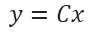 y = Cx